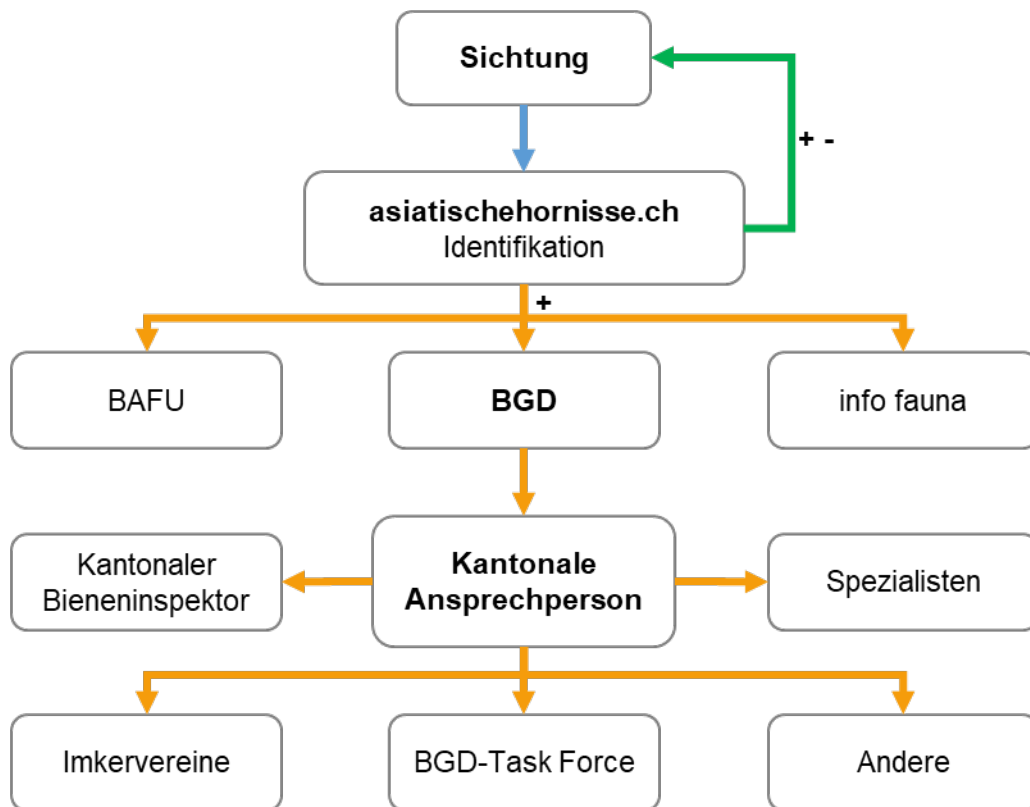 Sichtung
+ -
asiatischehornisse.ch
Identifikation
+
BAFU
BGD
info fauna
Kantonaler
Bieneninspektor
Kantonale
Ansprechperson
Spezialisten
Imkervereine
BGD-Task Force
Andere